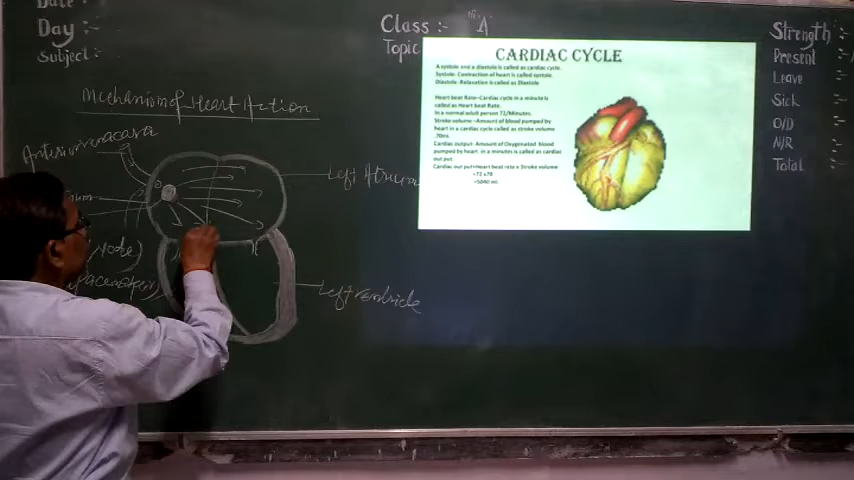 Date :-
Day :-
Subject :-
Class :-
A
Topic
Strength :-
Present
Leave
Sick
O/D
N/R
Total
CARDIAC CYCLE
A systole and a diastole is called as cardiac cycle.
Systole- Contraction of heart is called systole.
Diastole- Relaxation is called as Diastole
Heart beat Rate-Cardiac cycle in a minute is
called as Heart beat Rate.
In a normal adult person 72/Minutes.
Stroke volume –Amount of blood pumped by
heart in a cardiac cycle called as stroke volume
70ml.
Cardiac output- Amount of Oxygenated blood
pumped by heart in a minutes is called as cardiac
out put.
Cardiac out put=Heart beat rate x Stroke volume
=72 x70
=5040 ml.
Mechanism of Heart Action
Left Atrium
Node)
pacemaker)
Left ventricle